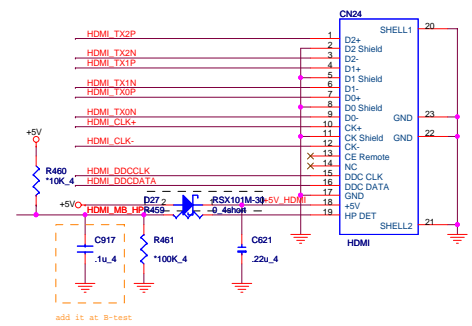 CN24
SHELL1 20
HDMI_TX2P 1 D2+
2 D2 Shield
HDMI_TX2N 3 D2-
HDMI_TX1P 4 D1+
5 D1 Shield
HDMI_TX1N 6 D1-
HDMI_TX0P 7 D0+
8 D0 Shield
HDMI_TX0N 9 D0- GND 23
HDMI_CLK+ 10 CK+
11 CK Shield GND 22
HDMI_CLK- 12 CK-
13 CE Remote
14 NC
HDMI_DDCCLK 15 DDC CLK
HDMI_DDCDATA 16 DDC DATA
17 GND
+5V D27 2 RSX101M-30 +5V_HDMI 18 +5V
HDMI_MB_HP R459 0_4short 19 HP DET
SHELL2 21
HDMI
+5V
R460
*10K_4
C917
.1u_4
R461
*100K_4
C621
.22u_4
add it at B-test